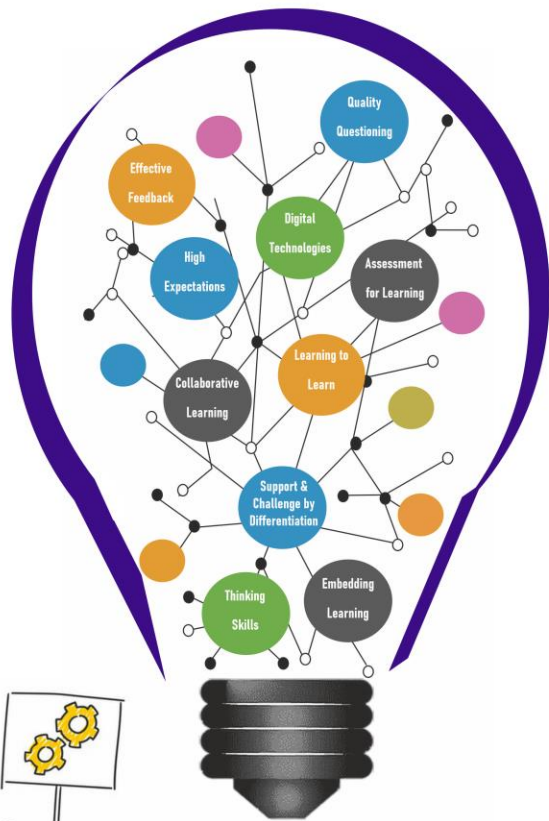 Quality
Questioning
Effective
Feedback
Digital
Technologies
High
Expectations
Assessment
for Learning
Learning to
Learn
Collaborative
Learning
Support &
Challenge by
Differentiation
Thinking
Skills
Embedding
Learning